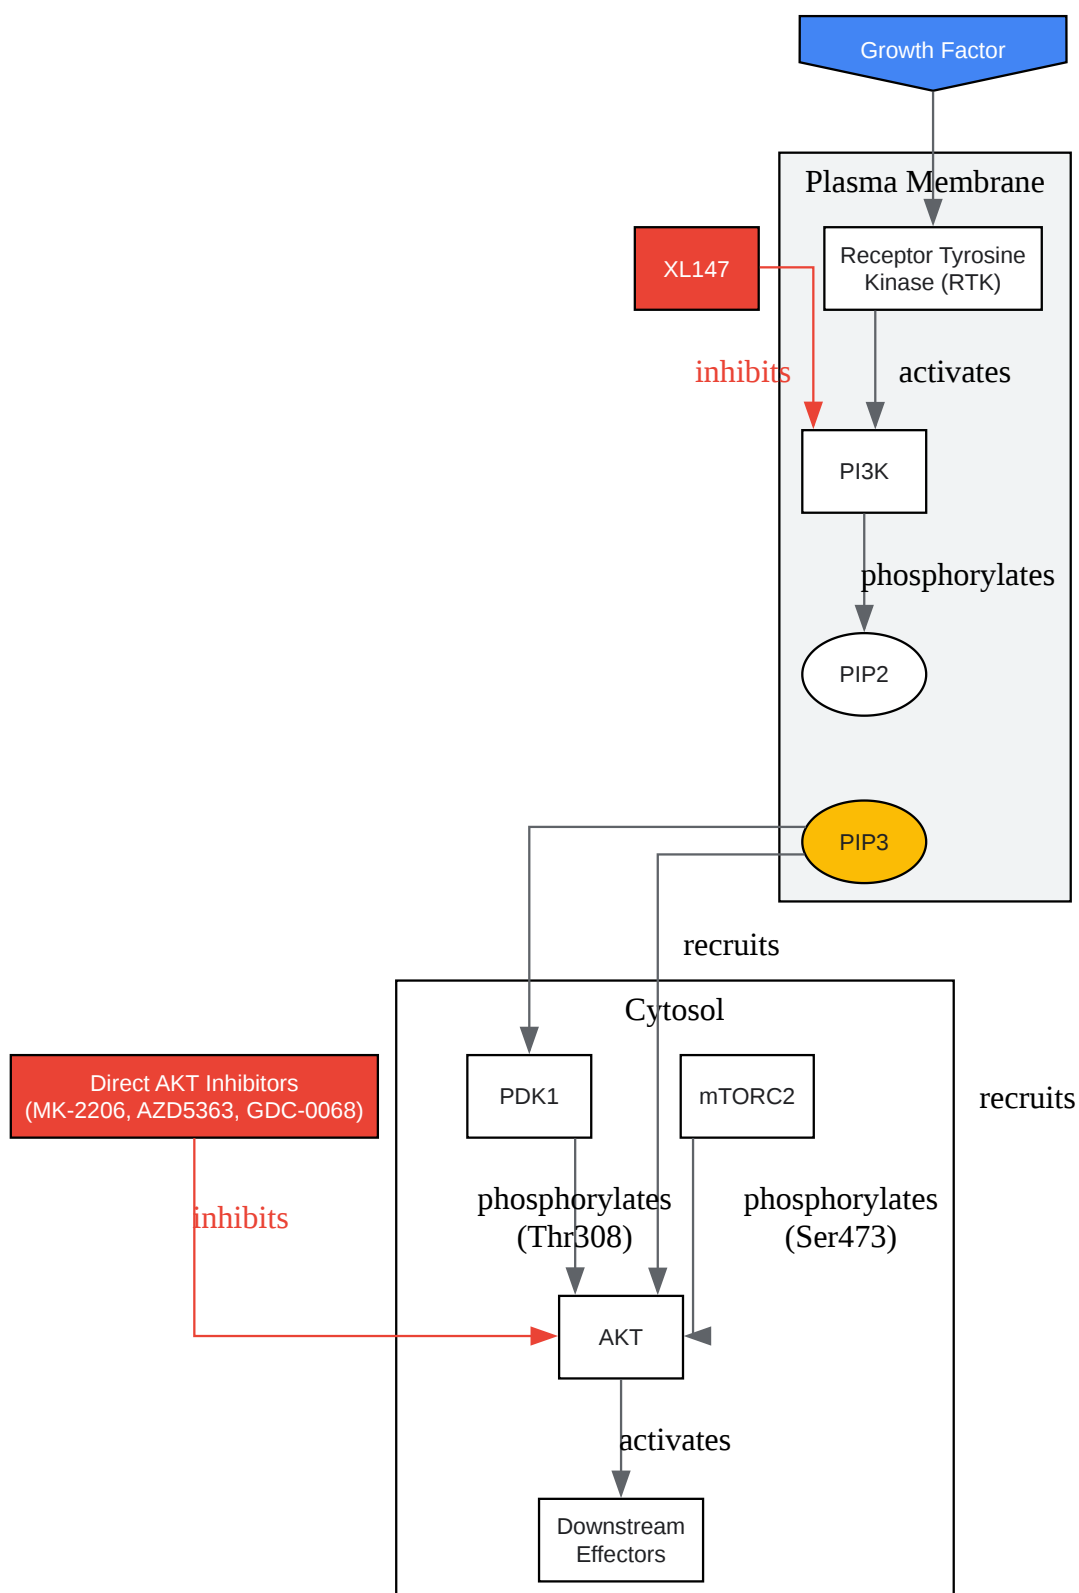 Growth Factor
Plasma Membrane
XL147
Receptor Tyrosine
Kinase (RTK)
inhibits
activates
PI3K
phosphorylates
PIP2
PIP3
recruits
Cytosol
Direct AKT Inhibitors
(MK-2206, AZD5363, GDC-0068)
PDK1
mTORC2
recruits
inhibits
phosphorylates
(Thr308)
phosphorylates
(Ser473)
AKT
activates
Downstream
Effectors